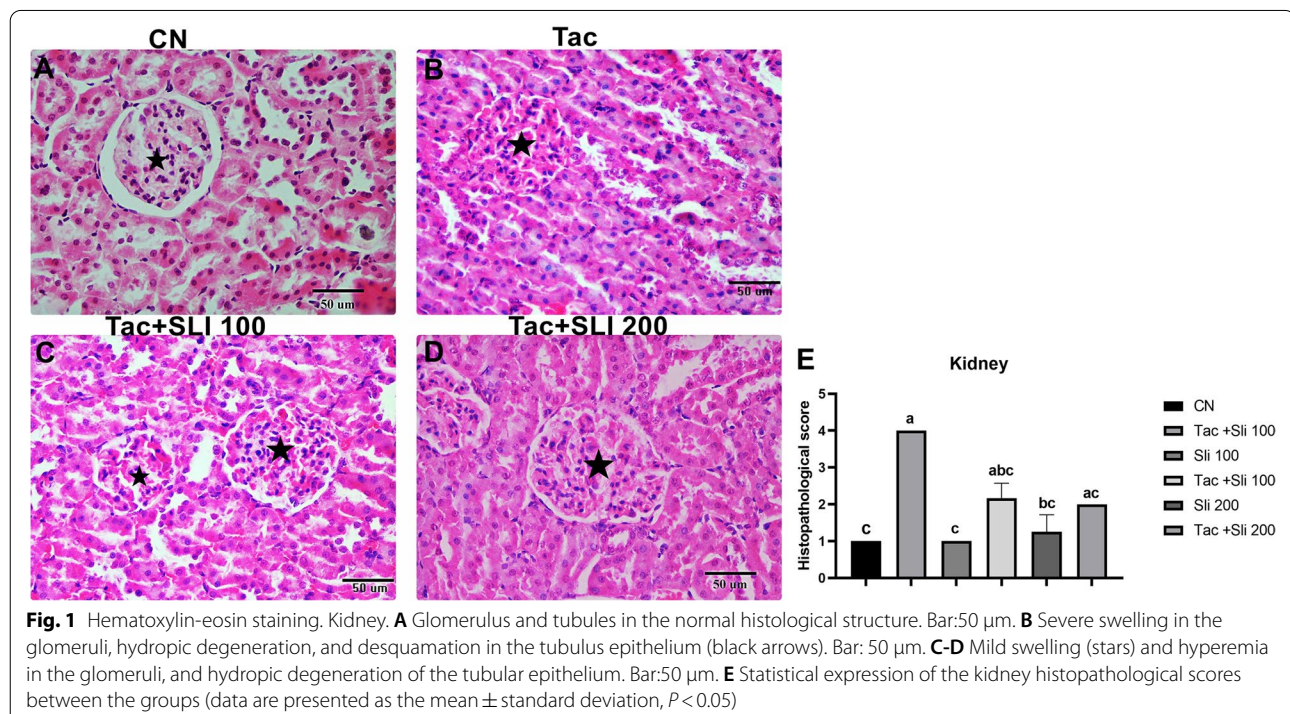 CN
Tac
A
B
50 um
50 um
Tac+SLI 100
Tac+SLI 200
C
D
50 um
50 um
E
Kidney
Histopathological score
5
4
3
2
1
0
C
a
c
abc
bc
ac
CN
Tac +Sli 100
Sli 100
Tac +Sli 100
Sli 200
Tac +Sli 200
Fig. 1 Hematoxylin-eosin staining. Kidney. A Glomerulus and tubules in the normal histological structure. Bar:50 μm. B Severe swelling in the
glomeruli, hydropic degeneration, and desquamation in the tubulus epithelium (black arrows). Bar: 50 μm. C-D Mild swelling (stars) and hyperemia
in the glomeruli, and hydropic degeneration of the tubular epithelium. Bar:50 μm. E Statistical expression of the kidney histopathological scores
between the groups (data are presented as the mean ± standard deviation, P < 0.05)